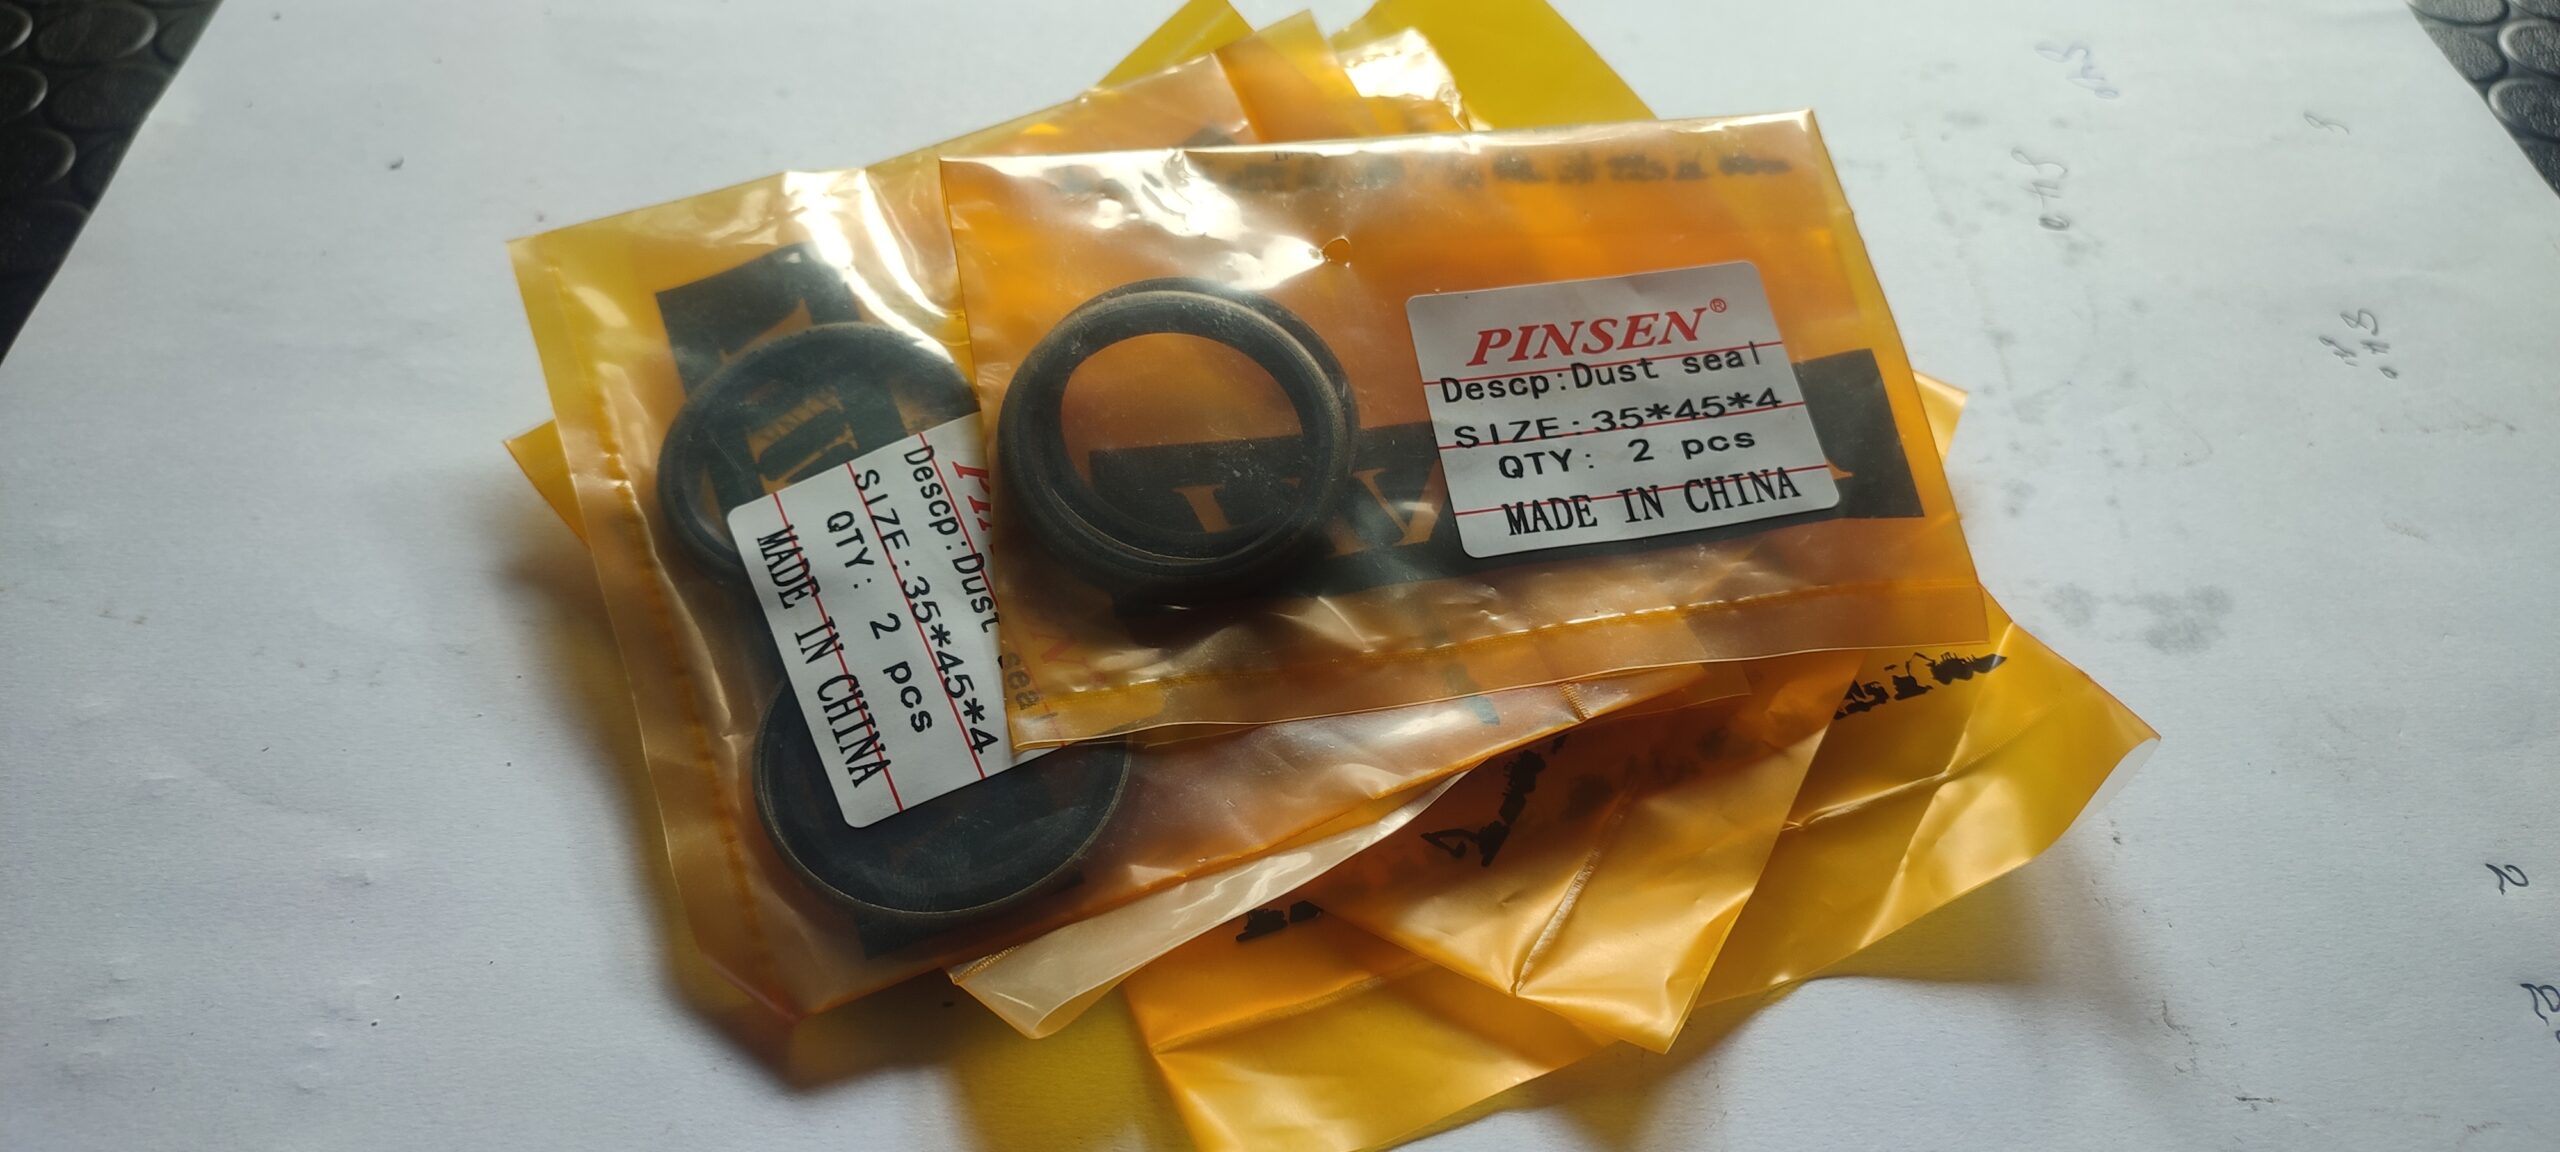 PINSEN®
Descp:Dust seal
SIZE:35*45*4
QTY: 2 pcs
MADE IN CHINA
Descp:Dust seal
SIZE:35*45*4
QTY: 2 pcs
MADE IN CHINA